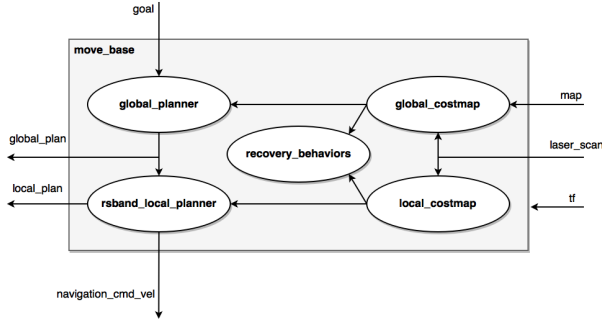 goal
move_base
global_planner
global_costmap
map
global_plan
recovery_behaviors
laser_scan
local_plan
rsband_local_planner
local_costmap
tf
navigation_cmd_vel